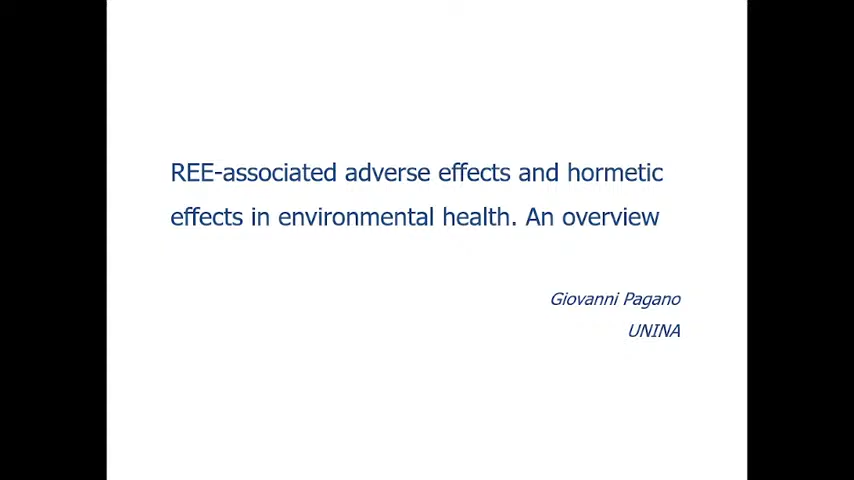 REE-associated adverse effects and hormetic
effects in environmental health. An overview
Giovanni Pagano
UNINA